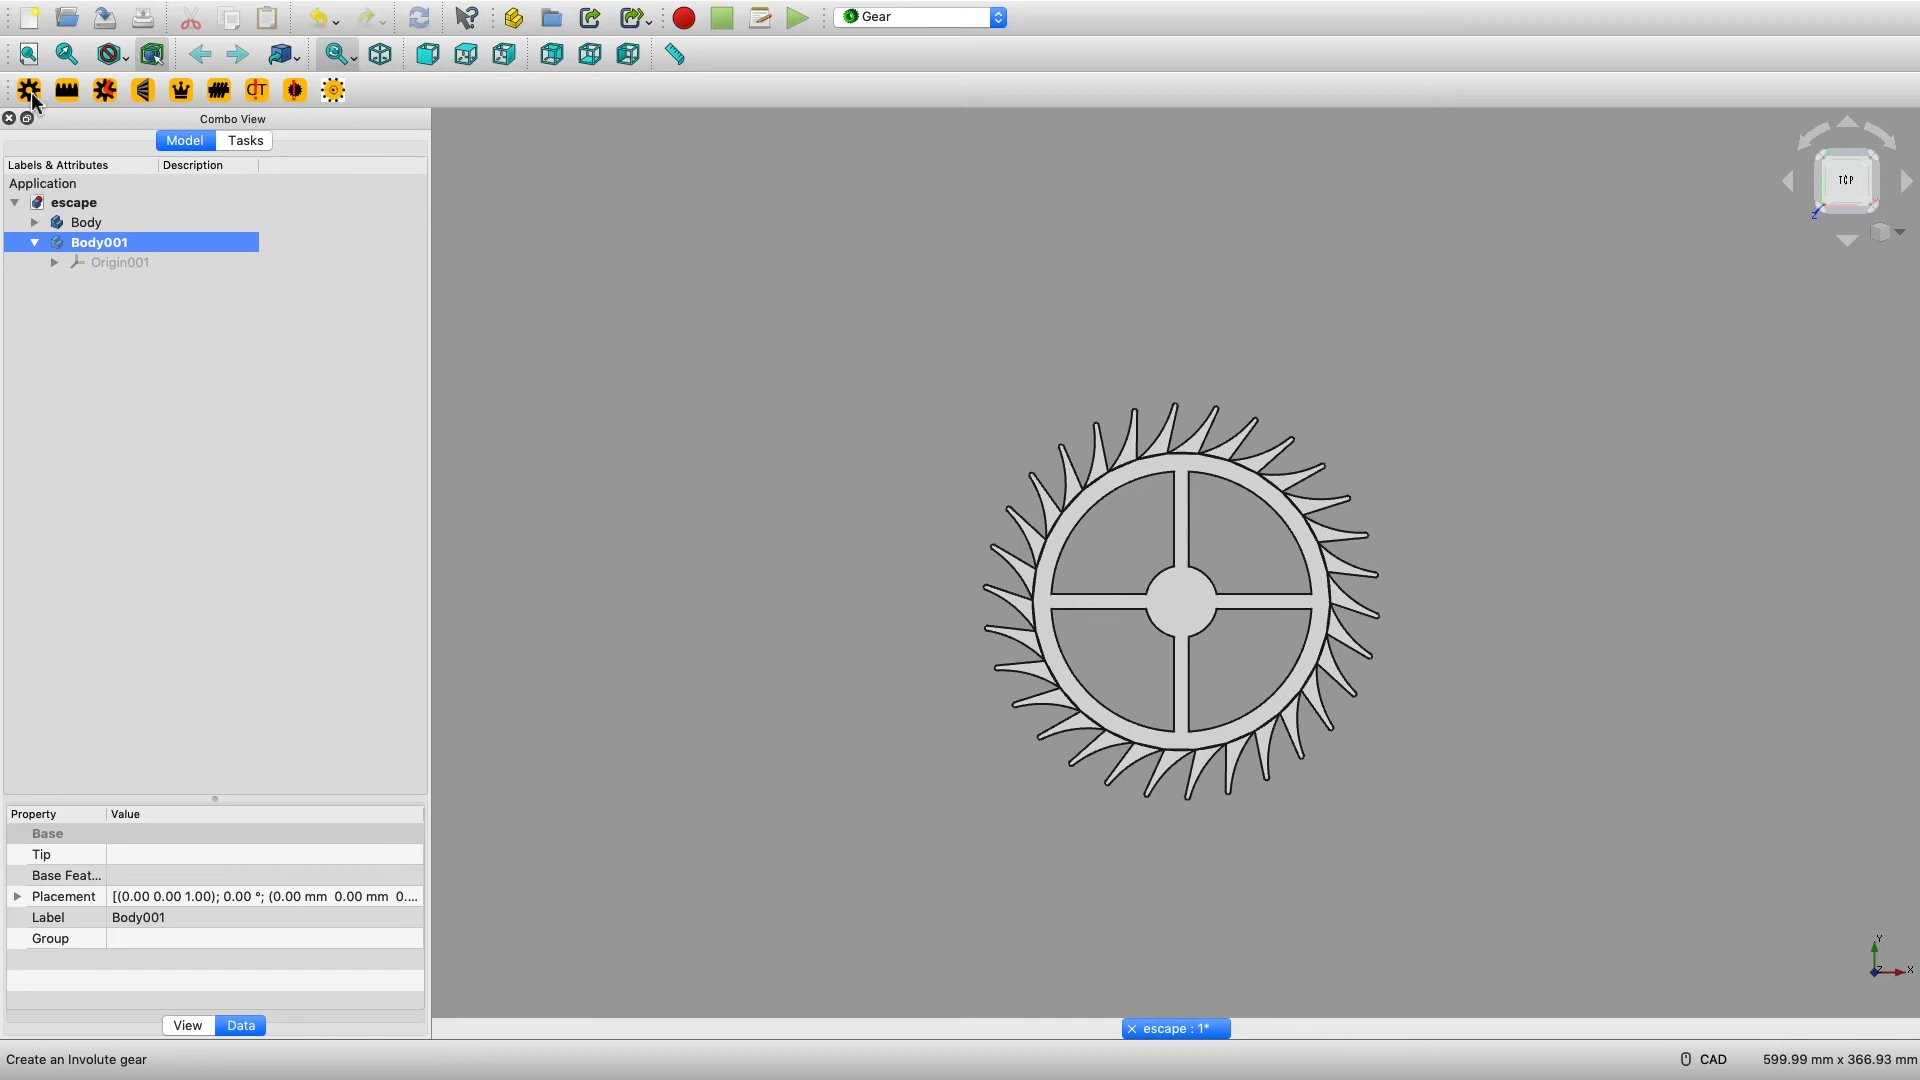 Gear
CT
Combo View
Model Tasks
Labels & Attributes Description
Application
escape
Body
Body001
Origin001
TOP
Z
Property Value
Base
Tip
Base Feat...
Placement [(0.00 0.00 1.00); 0.00 °; (0.00 mm 0.00 mm 0....
Label Body001
Group
View Data
Y
Z X
escape : 1*
Create an Involute gear
CAD 599.99 mm x 366.93 mm